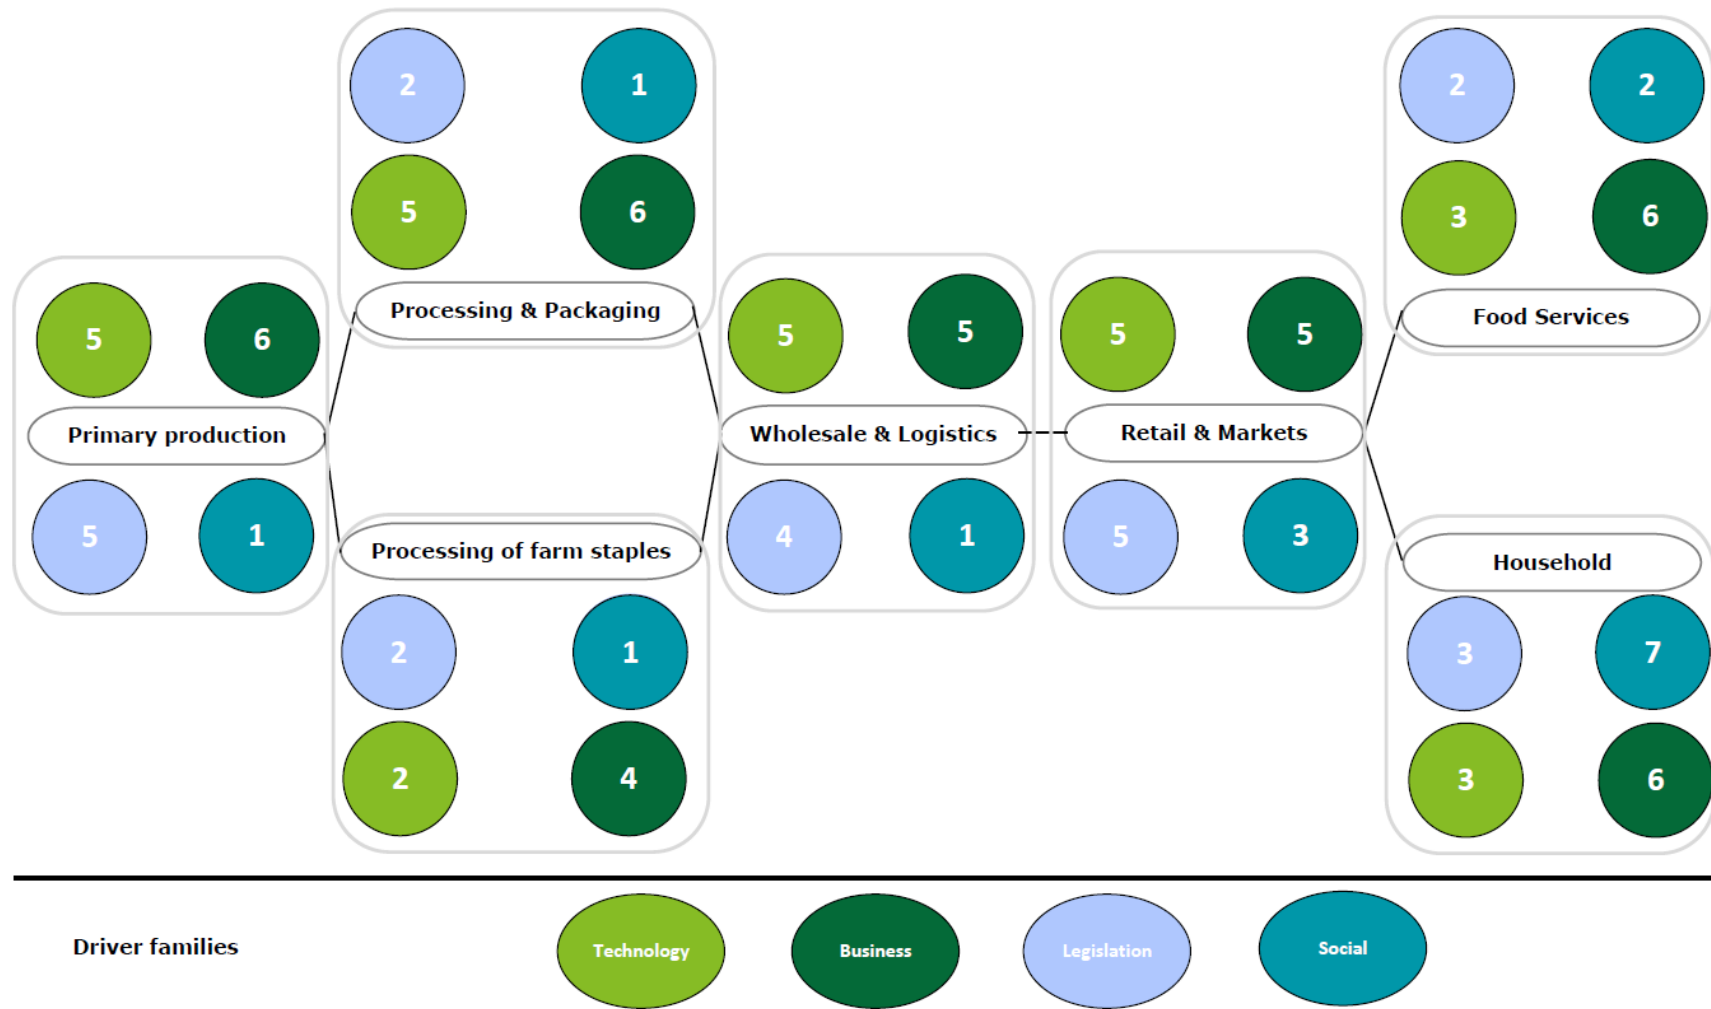 2
1
5
6
Processing & Packaging
2
2
3
6
Food Services
5
6
Primary production
5
1
5
5
Wholesale & Logistics
4
1
5
5
Retail & Markets
5
3
Processing of farm staples
2
1
2
4
Household
3
7
3
6
Driver families
Technology
Business
Legislation
Social